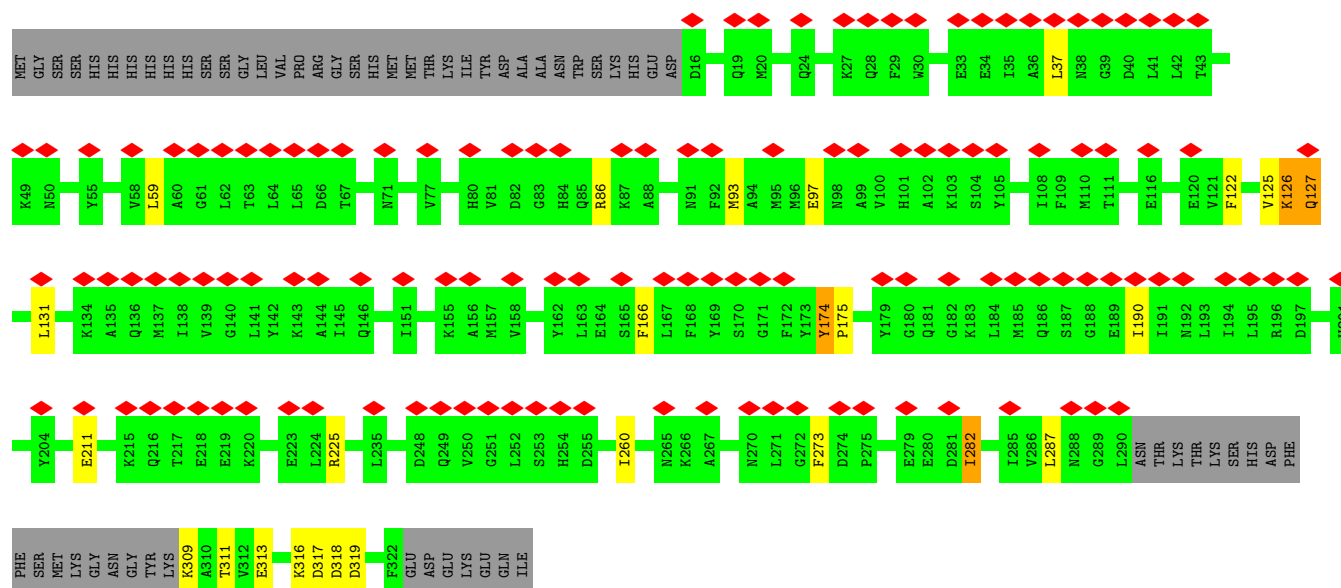 MET GLY SER SER HIS HIS HIS HIS HIS HIS SER SER GLY LEU VAL PRO ARG GLY SER HIS MET MET THR LYS ILE TYR ASP ALA ALA ASN TRP SER LYS HIS GLU ASP D16 Q19 M20 Q24 K27 Q28 F29 W30 E33 E34 I35 A36 L37 N38 G39 D40 L41 L42 T43
K49 N50 Y55 V58 L59 A60 G61 L62 T63 L64 L65 D66 T67 N71 V77 H80 V81 D82 G83 H84 Q85 R86 K87 A88 N91 F92 M93 A94 M95 M96 E97 N98 A99 V100 H101 A102 K103 S104 Y105 I108 F109 M110 T111 E116 E120 V121 F122 V125 K126 Q127
L131 K134 A135 Q136 M137 I138 V139 G140 L141 Y142 K143 A144 I145 Q146 I151 K155 A156 M157 V158 Y162 L163 E164 S165 F166 L167 F168 Y169 S170 G171 F172 Y173 Y174 P175 Y179 G180 Q181 G182 K183 L184 M185 Q186 S187 G188 E189 I190 I191 N192 L193 I194 L195 R196 D197
Y204 E211 K215 Q216 T217 E218 E219 K220 E223 L224 R225 L235 D248 Q249 V250 G251 L252 S253 H254 D255 I260 N265 K266 A267 N270 L271 G272 F273 D274 P275 E279 E280 D281 I282 I285 V286 L287 N288 G289 L290 ASN THR LYS THR LYS SER HIS ASP PHE
PHE SER MET LYS GLY ASN GLY TYR LYS K309 A310 T311 V312 E313 K316 D317 D318 D319 F322 GLU ASP GLU LYS GLU GLN ILE